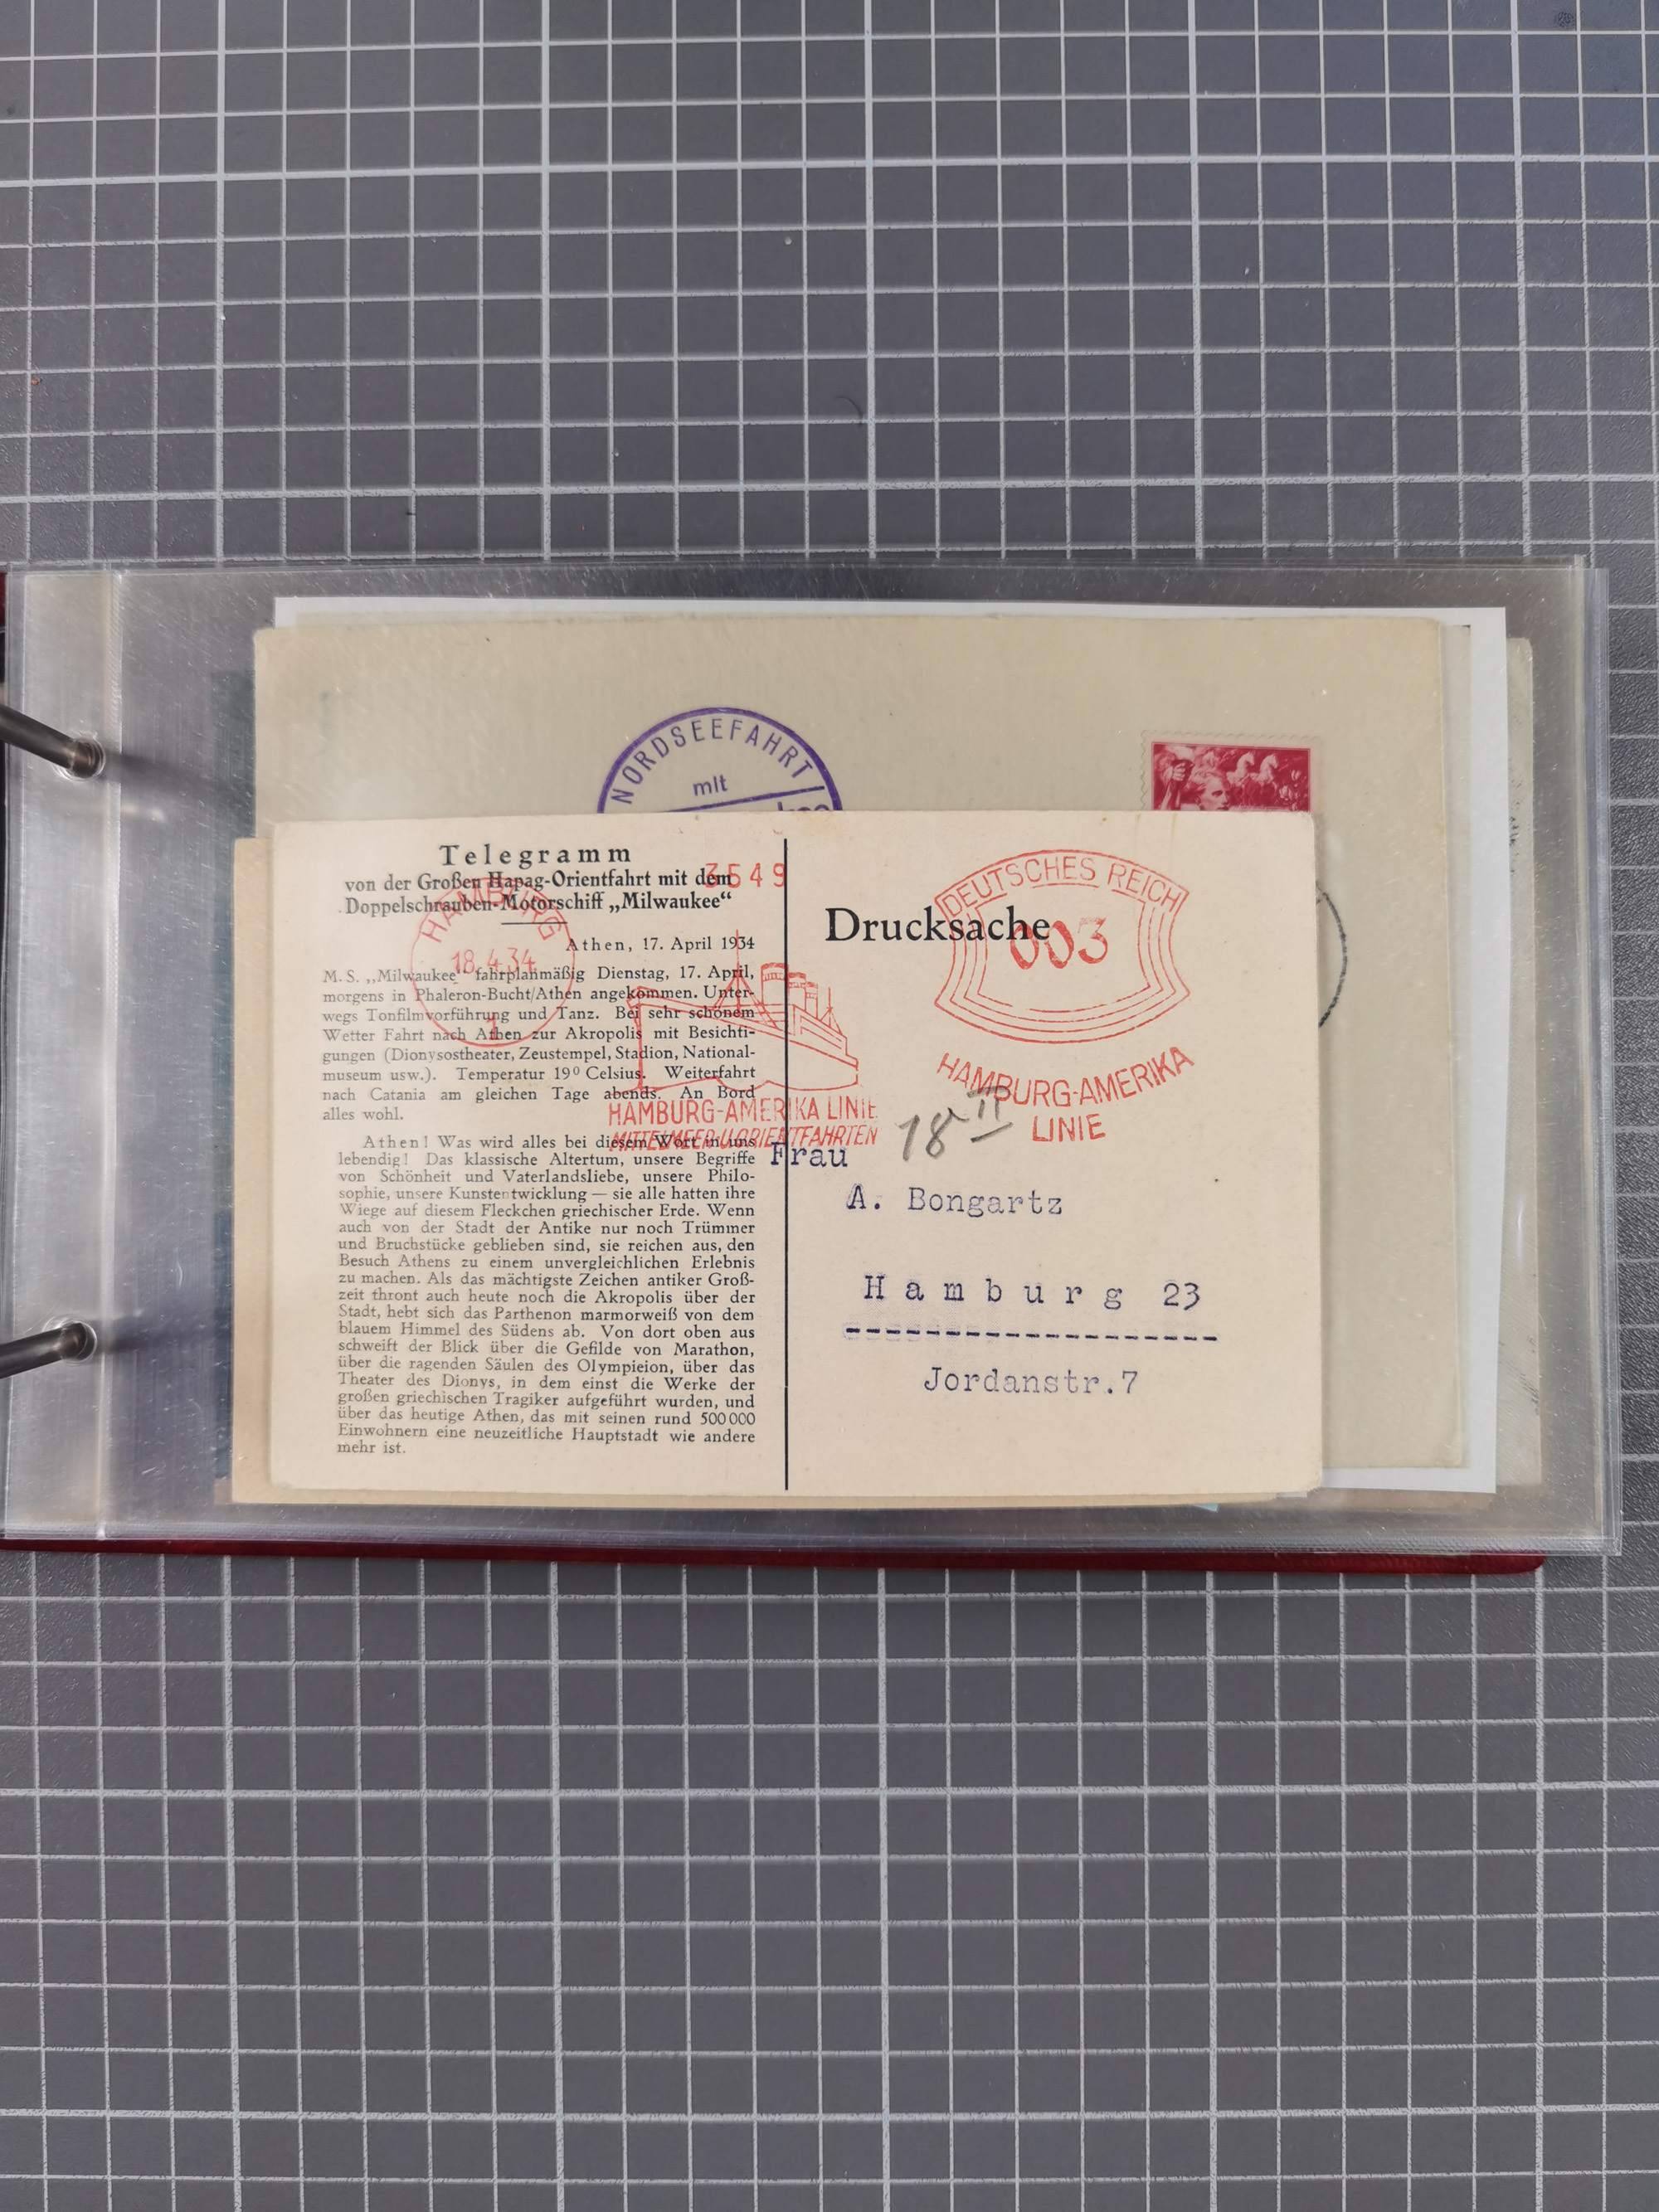 NORDSEEFAHRT
mit
Telegramm
von der Großen Hapag-Orientfahrt mit dem
Doppelschrauben-Motorschiff „Milwaukee“
3549
HAMBURG
18.4.34
1
Athen, 17. April 1934
M. S. „Milwaukee“ fahrplanmäßig Dienstag, 17. April,
morgens in Phaleron-Bucht/Athen angekommen. Unter-
wegs Tonfilmvorführung und Tanz. Bei sehr schönem
Wetter Fahrt nach Athen zur Akropolis mit Besichti-
gungen (Dionysostheater, Zeustempel, Stadion, National-
museum usw.). Temperatur 19⁰ Celsius. Weiterfahrt
nach Catania am gleichen Tage abends. An Bord
alles wohl.
HAMBURG-AMERIKA LINIE
MITTELMEER-U.ORIENTFAHRTEN
Athen! Was wird alles bei diesem Wort in uns
lebendig! Das klassische Altertum, unsere Begriffe
von Schönheit und Vaterlandsliebe, unsere Philo-
sophie, unsere Kunstentwicklung — sie alle hatten ihre
Wiege auf diesem Fleckchen griechischer Erde. Wenn
auch von der Stadt der Antike nur noch Trümmer
und Bruchstücke geblieben sind, sie reichen aus, den
Besuch Athens zu einem unvergleichlichen Erlebnis
zu machen. Als das mächtigste Zeichen antiker Groß-
zeit thront auch heute noch die Akropolis über der
Stadt, hebt sich das Parthenon marmorweiß von dem
blauem Himmel des Südens ab. Von dort oben aus
schweift der Blick über die Gefilde von Marathon,
über die ragenden Säulen des Olympieion, über das
Theater des Dionys, in dem einst die Werke der
großen griechischen Tragiker aufgeführt wurden, und
über das heutige Athen, das mit seinen rund 500 000
Einwohnern eine neuzeitliche Hauptstadt wie andere
mehr ist.
Drucksache
DEUTSCHES REICH
003
HAMBURG-AMERIKA
LINIE
18 II
Frau
A. Bongartz
Hamburg 23
Jordanstr.7